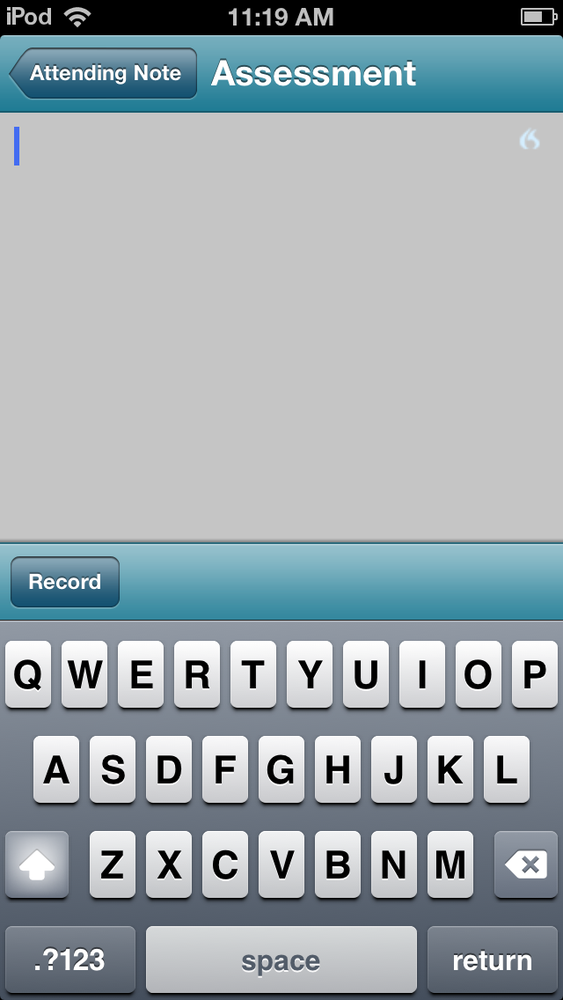 iPod 11:19 AM
Attending Note Assessment
Record
Q W E R T Y U I O P
A S D F G H J K L
Z X C V B N M
.?123 space return